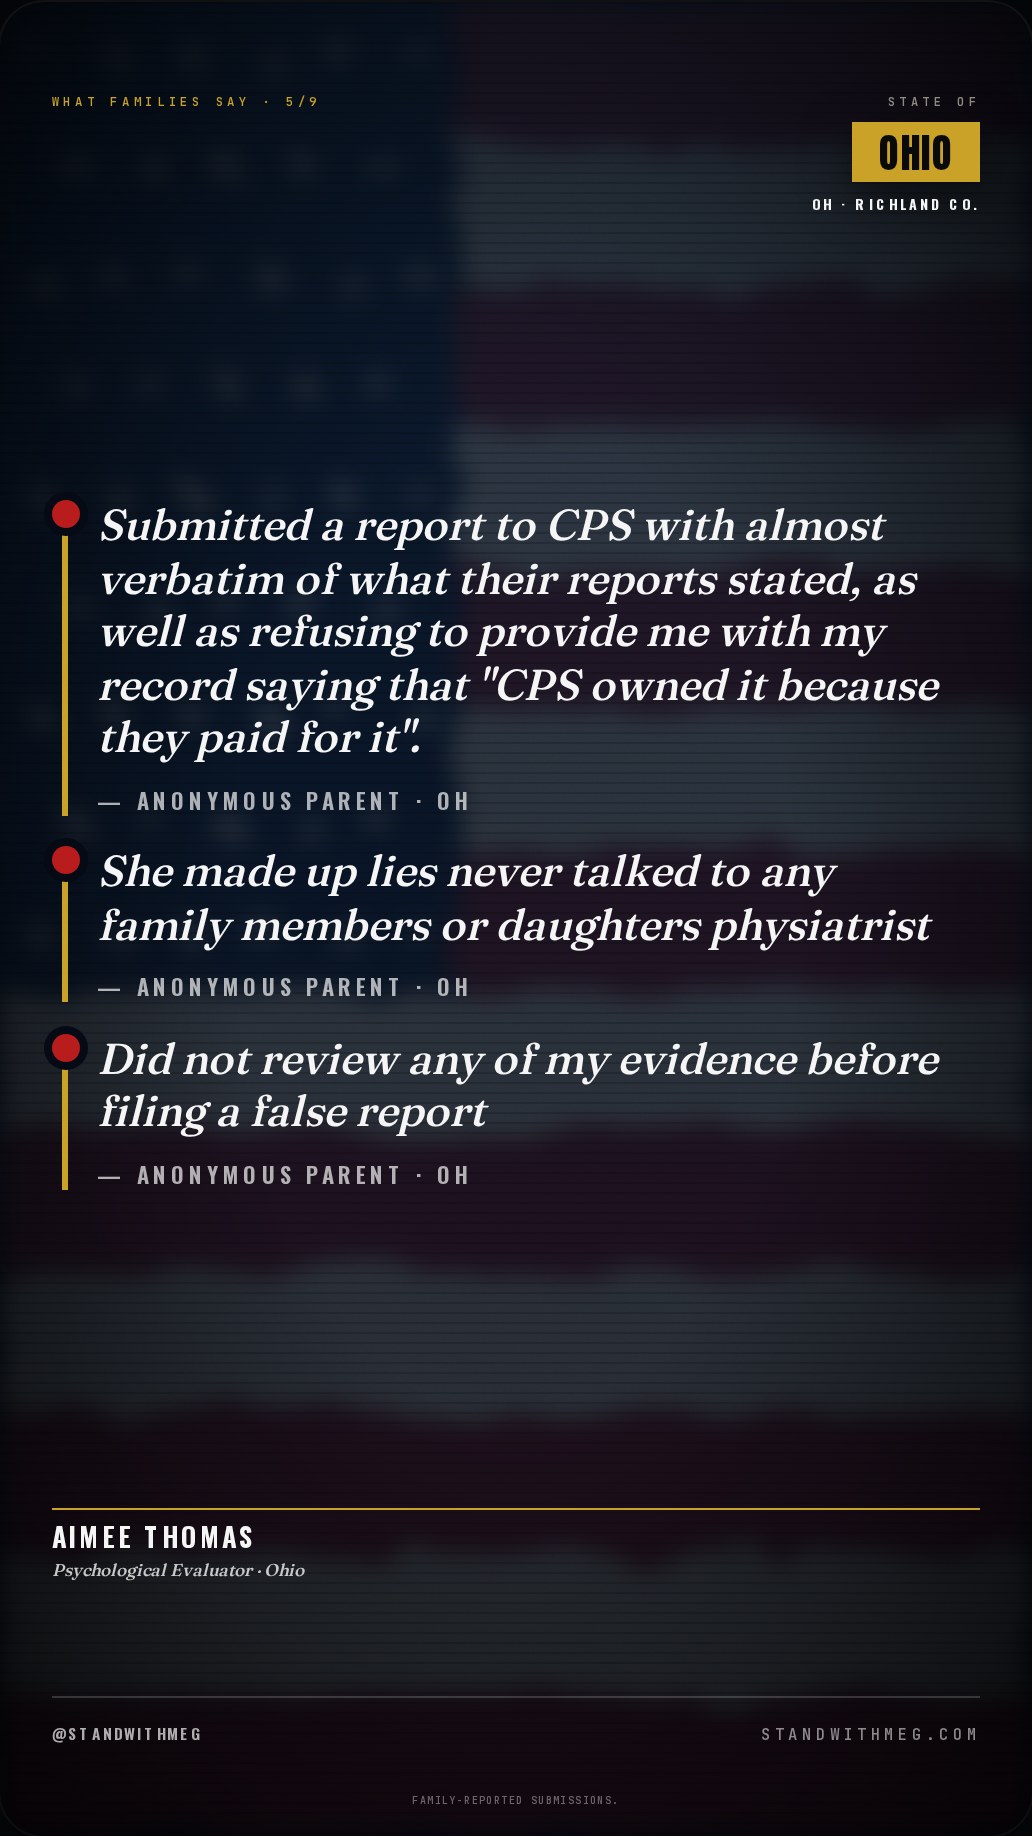 WHAT FAMILIES SAY · 5/9
STATE OF
OHIO
OH · RICHLAND CO.
Submitted a report to CPS with almost
verbatim of what their reports stated, as
well as refusing to provide me with my
record saying that "CPS owned it because
they paid for it".
— ANONYMOUS PARENT · OH
She made up lies never talked to any
family members or daughters physiatrist
— ANONYMOUS PARENT · OH
Did not review any of my evidence before
filing a false report
— ANONYMOUS PARENT · OH
AIMEE THOMAS
Psychological Evaluator · Ohio
@STANDWITHMEG
STANDWITHMEG.COM
FAMILY-REPORTED SUBMISSIONS.